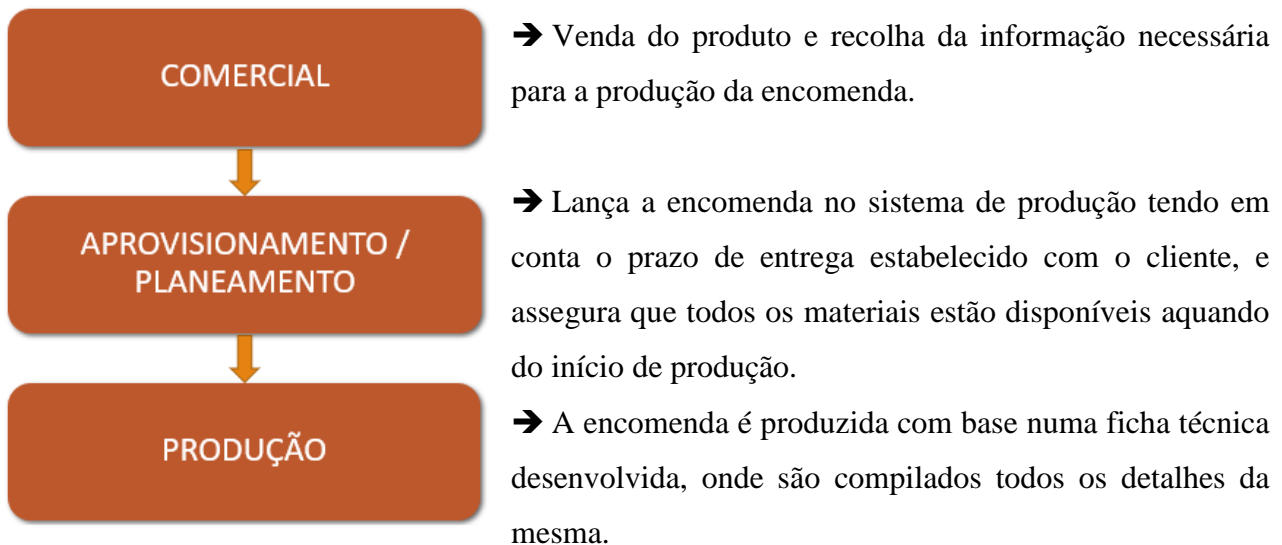 COMERCIAL
➔ Venda do produto e recolha da informação necessária
para a produção da encomenda.
APROVISIONAMENTO /
PLANEAMENTO
➔ Lança a encomenda no sistema de produção tendo em
conta o prazo de entrega estabelecido com o cliente, e
assegura que todos os materiais estão disponíveis aquando
do início de produção.
PRODUÇÃO
➔ A encomenda é produzida com base numa ficha técnica
desenvolvida, onde são compilados todos os detalhes da
mesma.